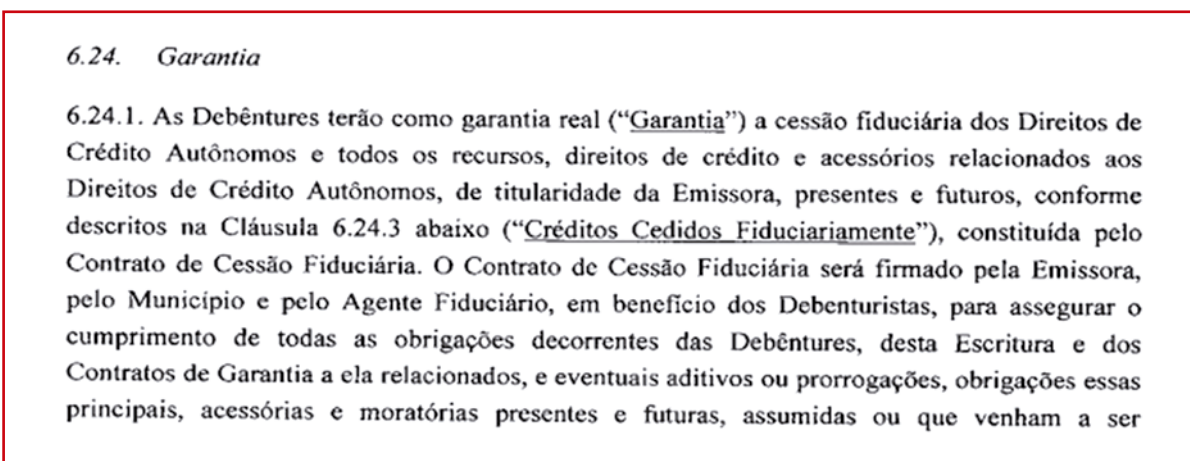 6.24. Garantia
6.24.1. As Debêntures terão como garantia real (“Garantia”) a cessão fiduciária dos Direitos de
Crédito Autônomos e todos os recursos, direitos de crédito e acessórios relacionados aos
Direitos de Crédito Autônomos, de titularidade da Emissora, presentes e futuros, conforme
descritos na Cláusula 6.24.3 abaixo (“Créditos Cedidos Fiduciariamente”), constituída pelo
Contrato de Cessão Fiduciária. O Contrato de Cessão Fiduciária será firmado pela Emissora,
pelo Município e pelo Agente Fiduciário, em benefício dos Debenturistas, para assegurar o
cumprimento de todas as obrigações decorrentes das Debêntures, desta Escritura e dos
Contratos de Garantia a ela relacionados, e eventuais aditivos ou prorrogações, obrigações essas
principais, acessórias e moratórias presentes e futuras, assumidas ou que venham a ser